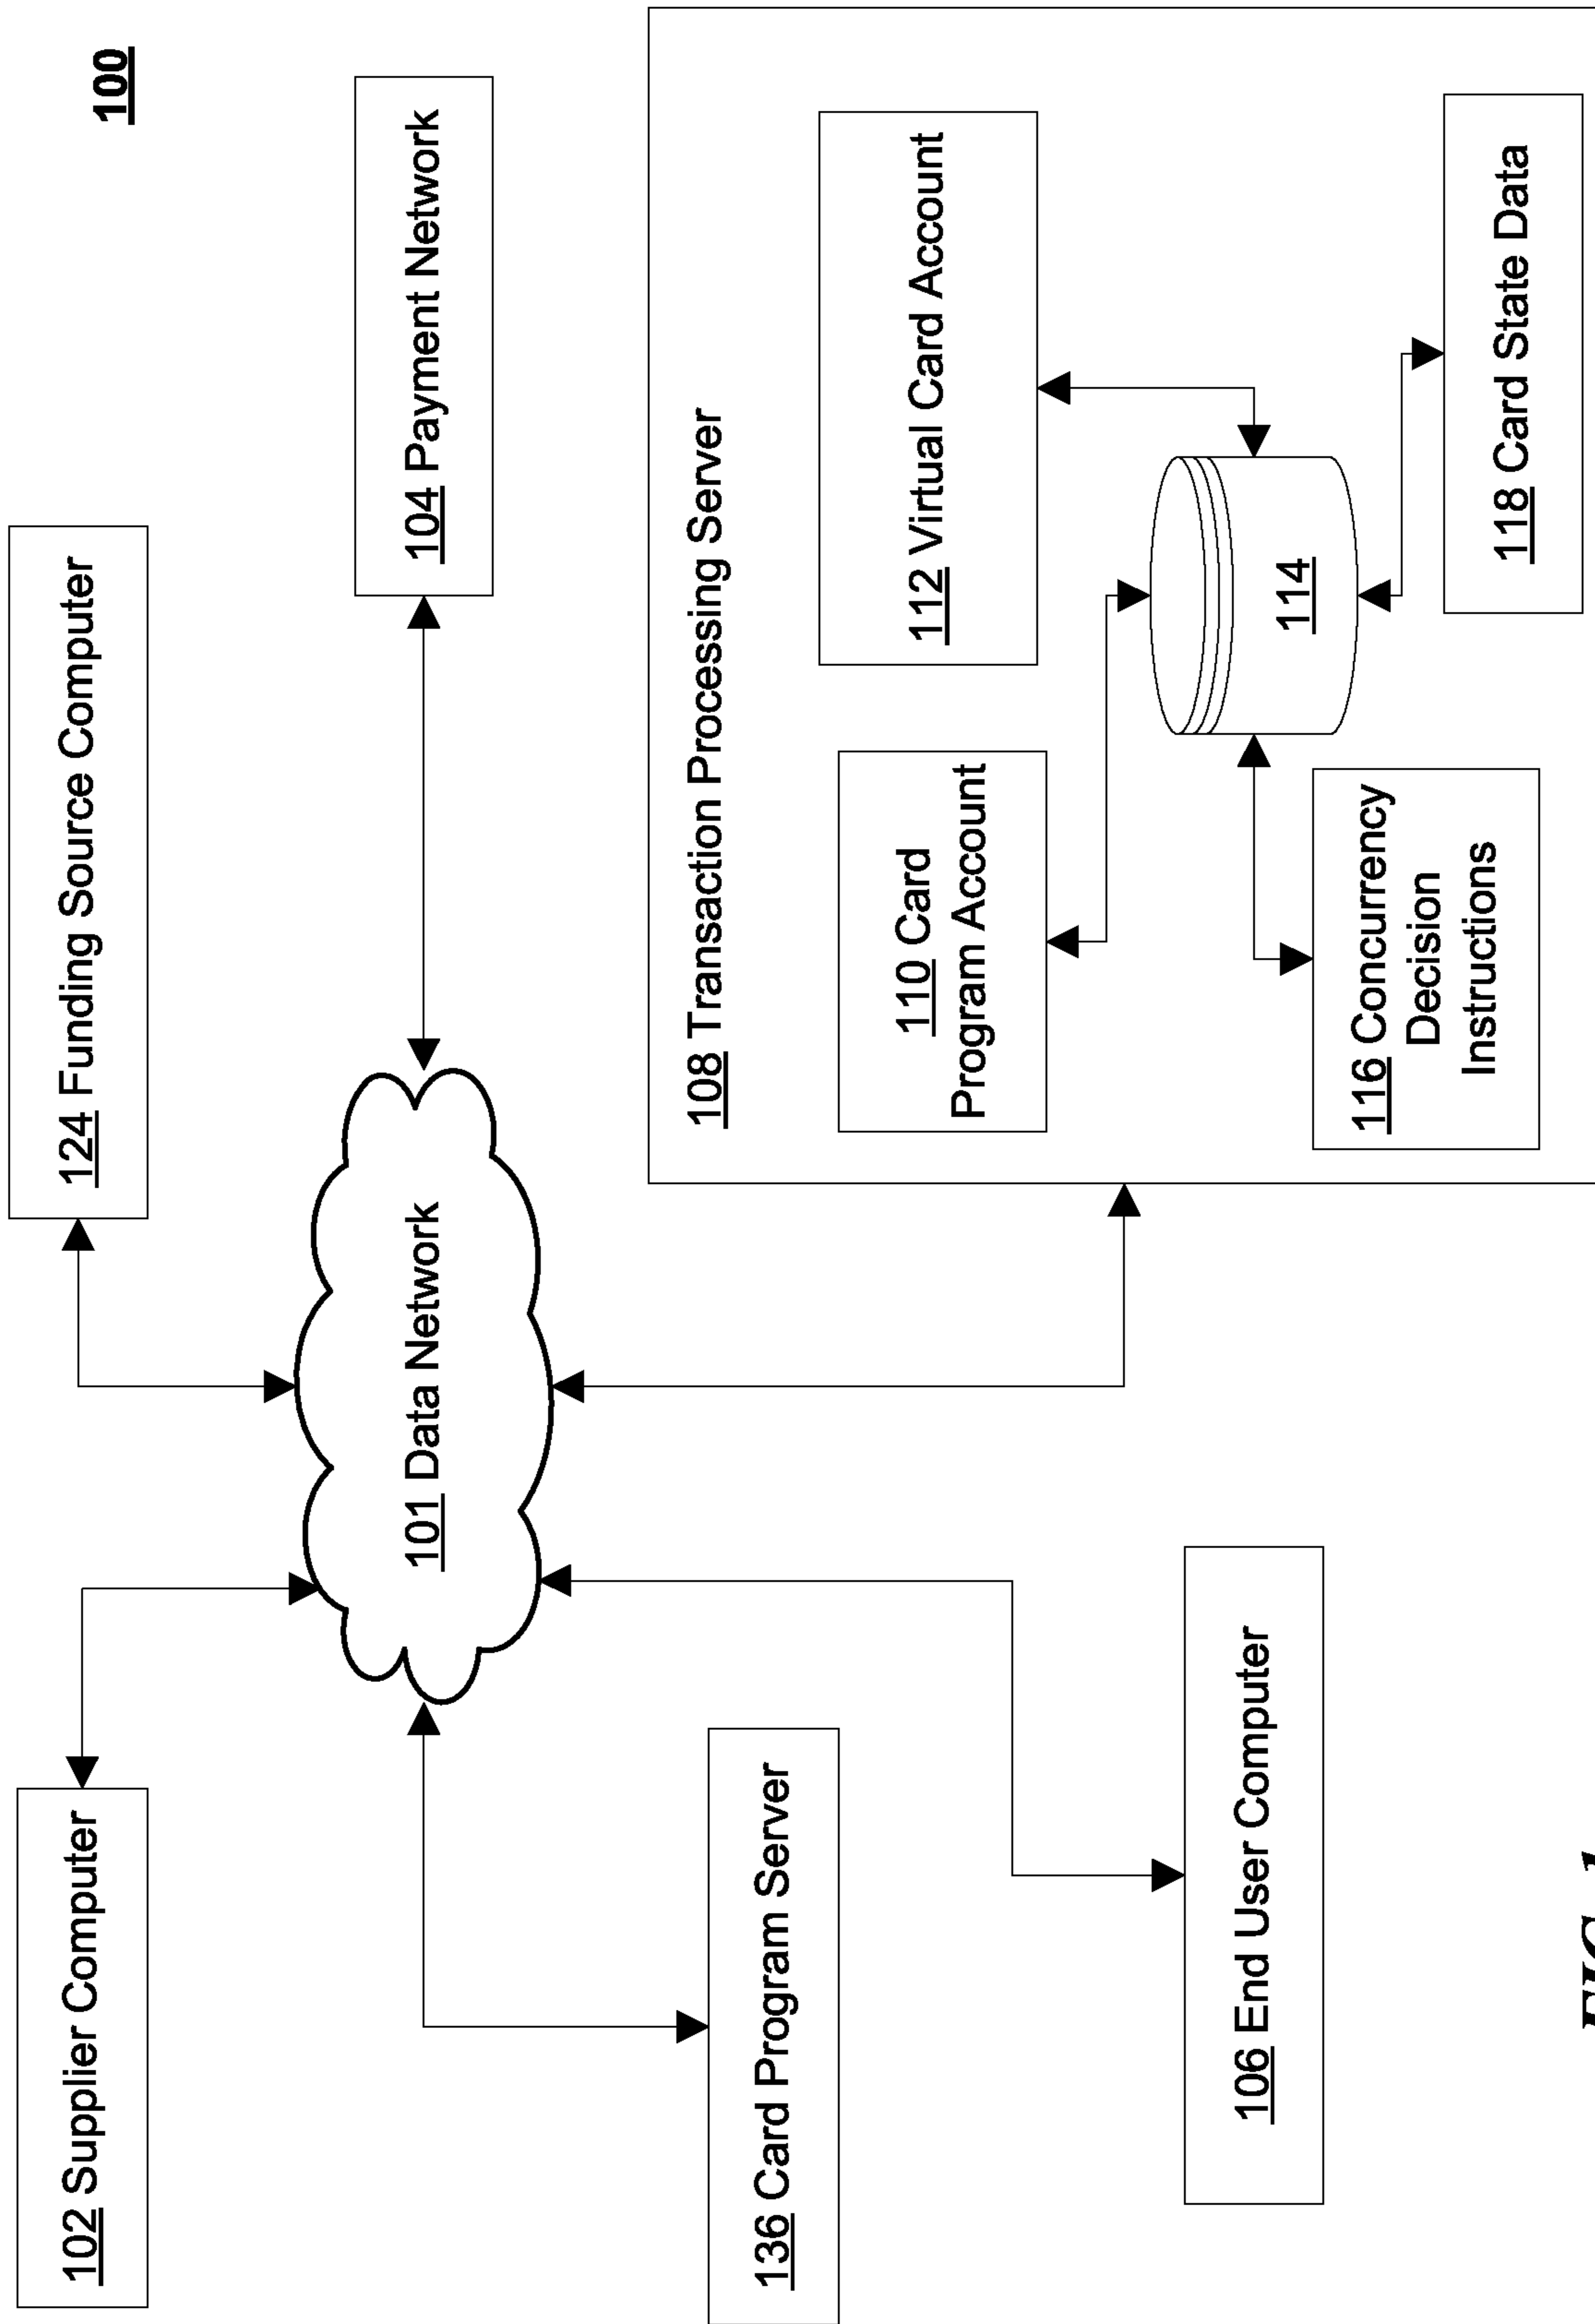 100
102 Supplier Computer
124 Funding Source Computer
101 Data Network
104 Payment Network
136 Card Program Server
106 End User Computer
108 Transaction Processing Server
110 Card
Program Account
112 Virtual Card Account
114
116 Concurrency
Decision
Instructions
118 Card State Data